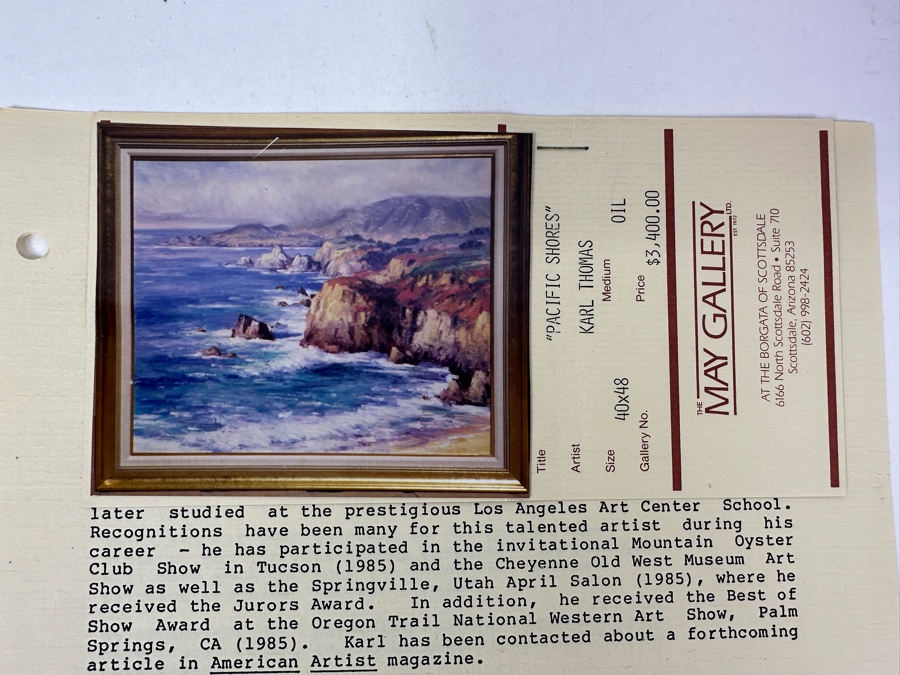 Title "PACIFIC SHORES"
Artist KARL THOMAS
Size 40x48 Medium OIL
Gallery No. Price $3,400.00
THE MAY GALLERY LTD.
EST 1972
AT THE BORGATA OF SCOTTSDALE
6166 North Scottsdale Road • Suite 710
Scottsdale, Arizona 85253
(602) 998-2424
later studied at the prestigious Los Angeles Art Center School.
Recognitions have been many for this talented artist during his
career - he has participated in the invitational Mountain Oyster
Club Show in Tucson (1985) and the Cheyenne Old West Museum Art
Show as well as the Springville, Utah April Salon (1985), where he
received the Jurors Award. In addition, he received the Best of
Show Award at the Oregon Trail National Western Art Show, Palm
Springs, CA (1985). Karl has been contacted about a forthcoming
article in American Artist magazine.